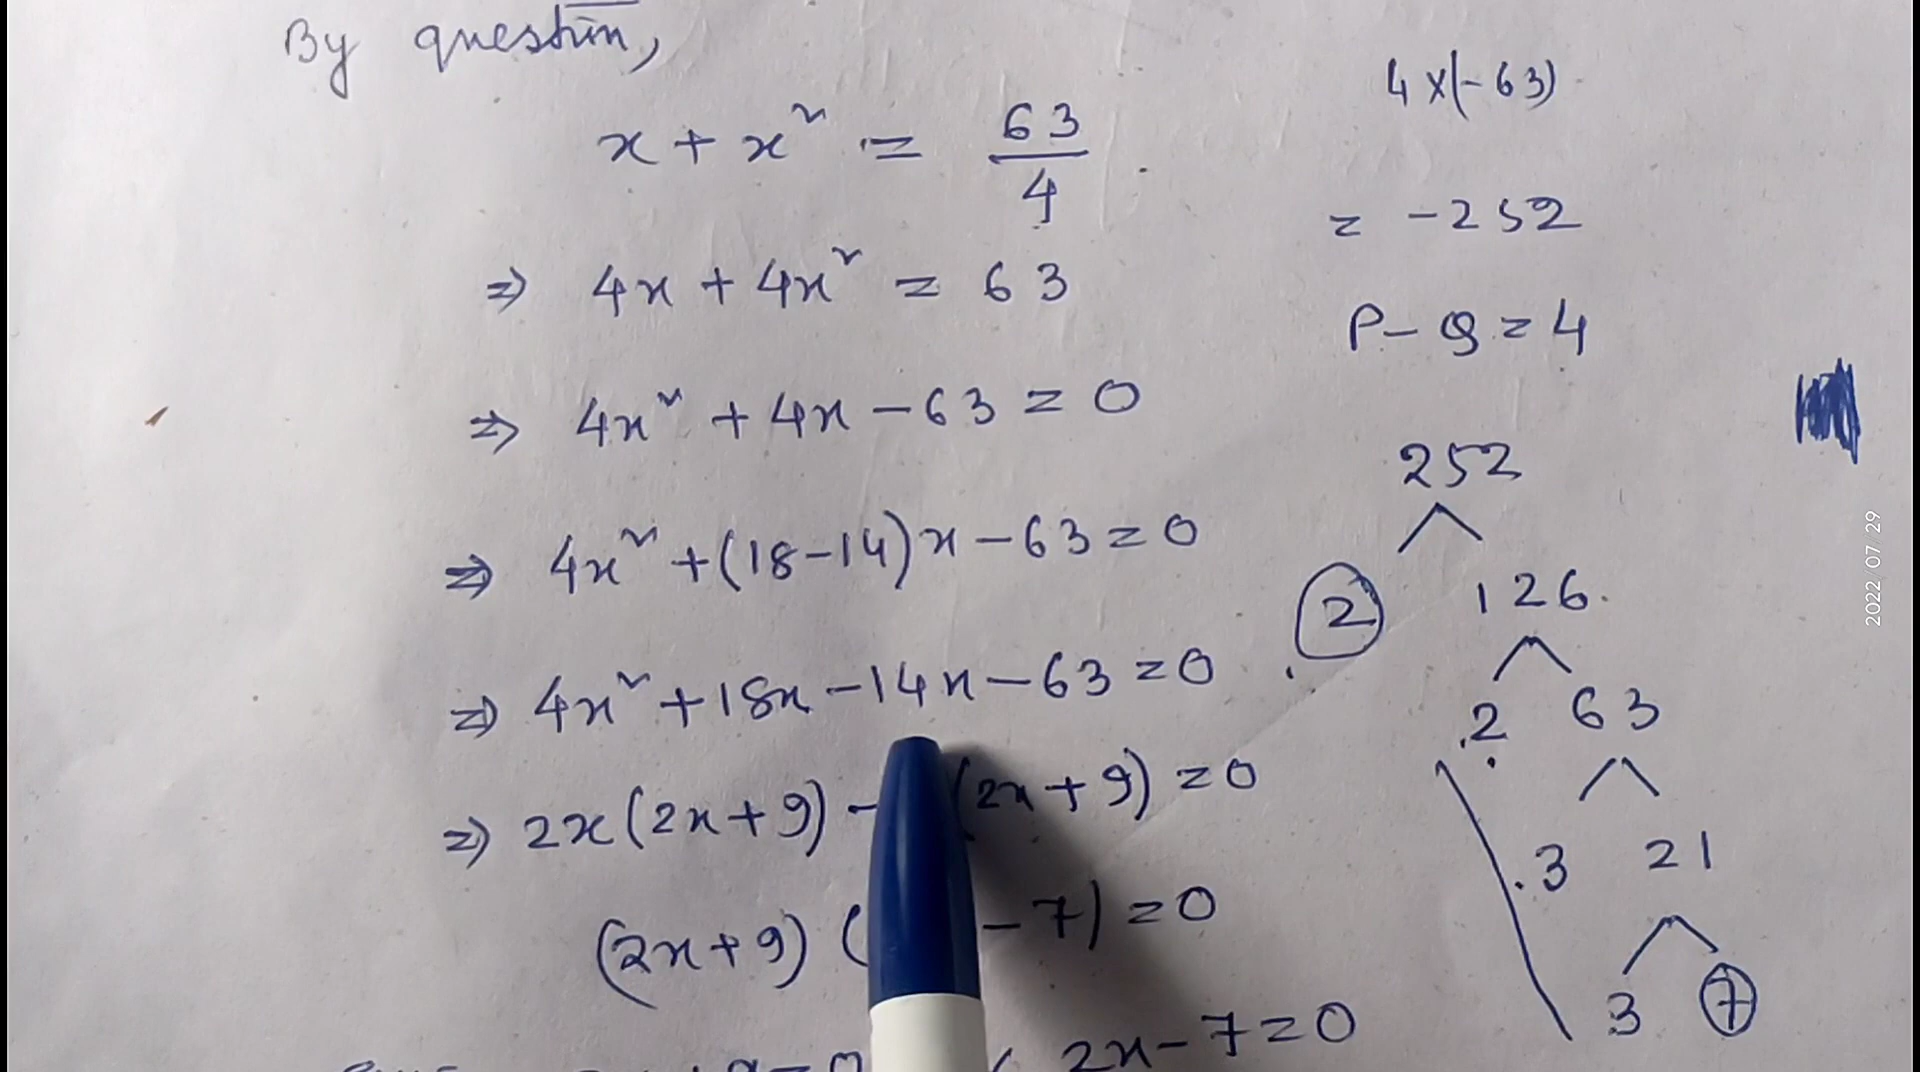 By question,
x + x² = 63/4
⇒ 4x + 4x² = 63
⇒ 4x² + 4x - 63 = 0
⇒ 4x² + (18-14)x - 63 = 0
⇒ 4x² + 18x - 14x - 63 = 0
⇒ 2x(2x+9) - (2x+9) = 0
(2x+9) ( - 7) = 0
2x - 7 = 0
4 x (-63)
= -252
P - Q = 4
252
2 126
2 63
3 21
3 7
2022 07 29